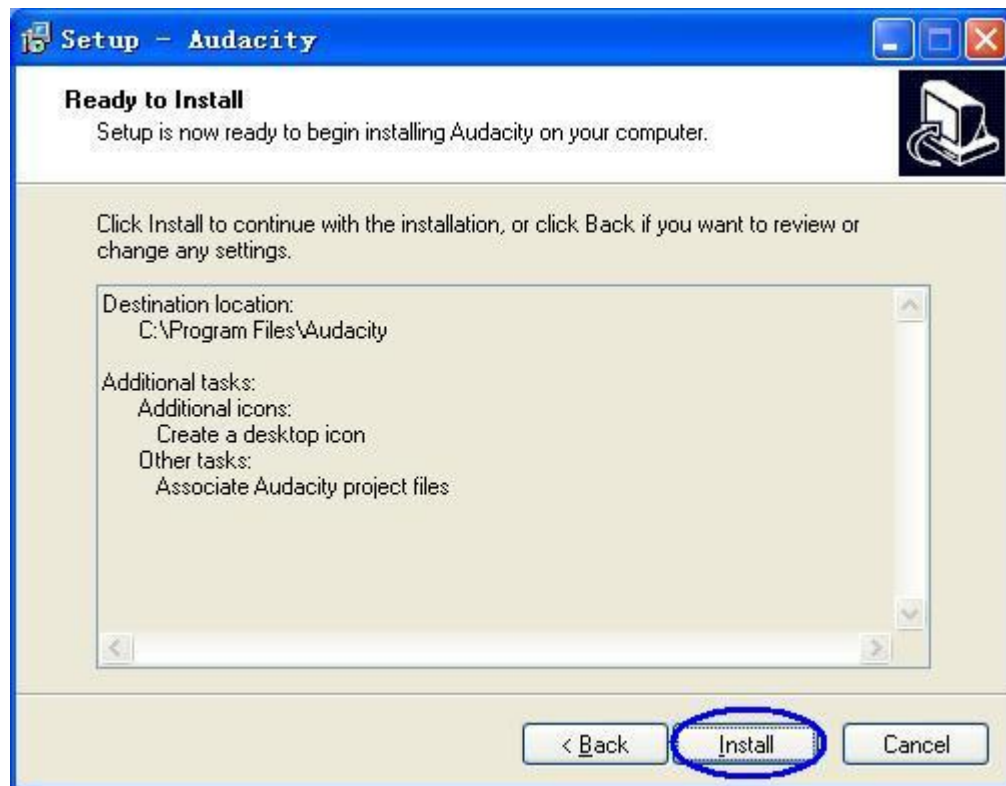 Setup - Audacity
Ready to Install
Setup is now ready to begin installing Audacity on your computer.
Click Install to continue with the installation, or click Back if you want to review or
change any settings.
Destination location:
C:\Program Files\Audacity
Additional tasks:
Additional icons:
Create a desktop icon
Other tasks:
Associate Audacity project files
< Back
Install
Cancel